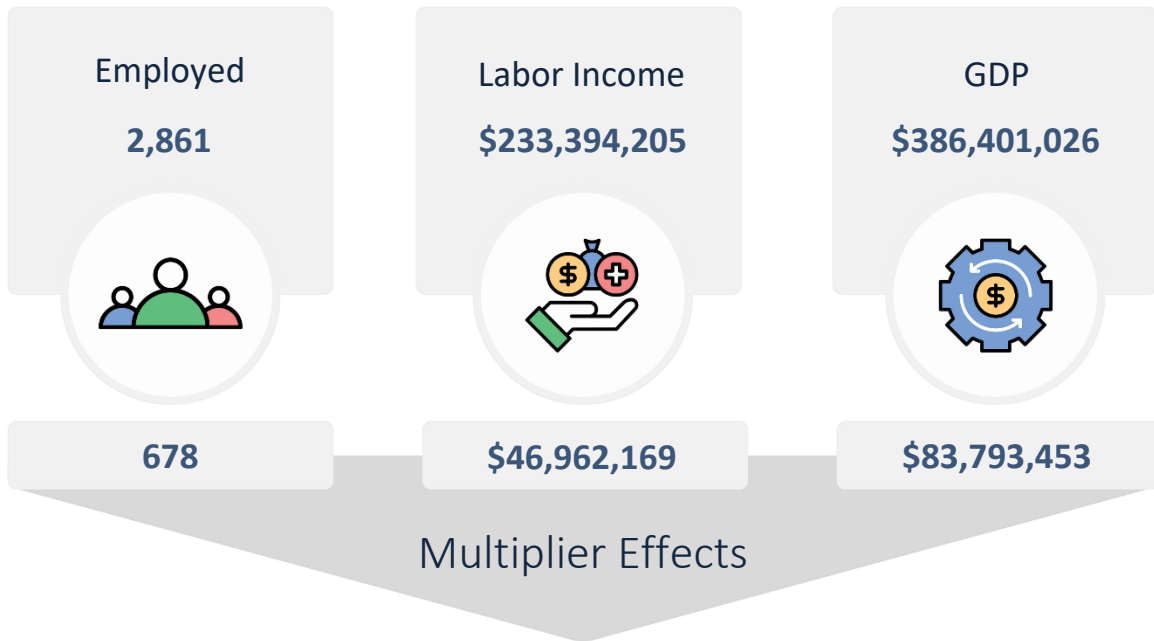 Employed
2,861
Labor Income
$233,394,205
GDP
$386,401,026
$
$
678
$46,962,169
$83,793,453
Multiplier Effects